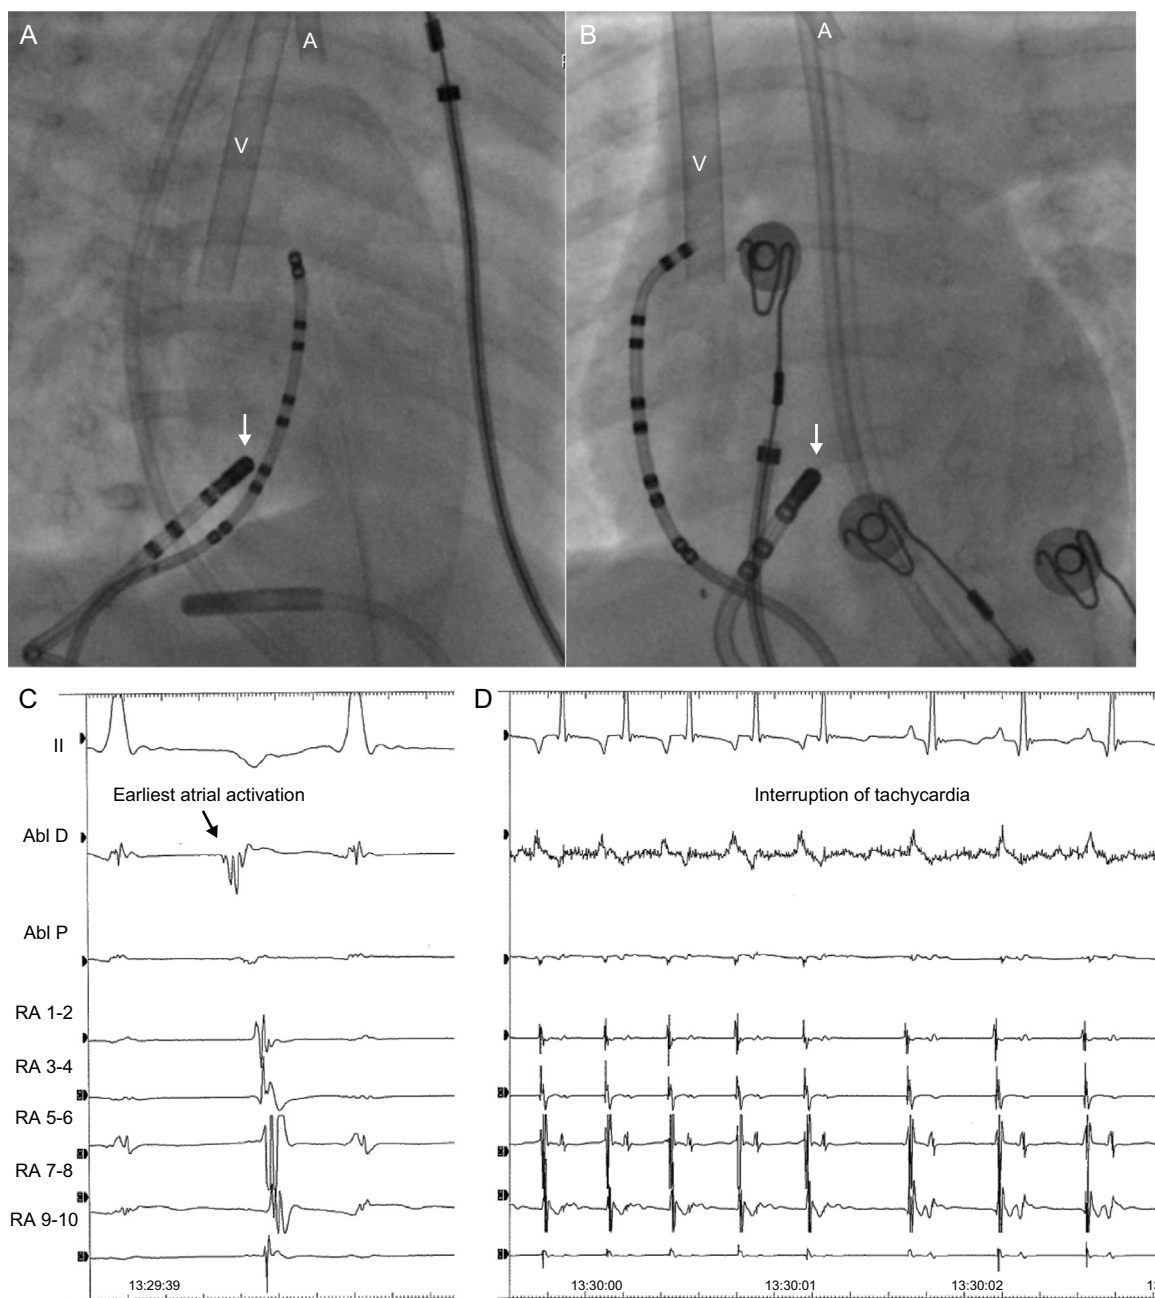 A
A
V
B
A
V
C
D
II
Earliest atrial activation
Interruption of tachycardia
Abl D
Abl P
RA 1-2
RA 3-4
RA 5-6
RA 7-8
RA 9-10
13:29:39
13:30:00
13:30:01
13:30:02